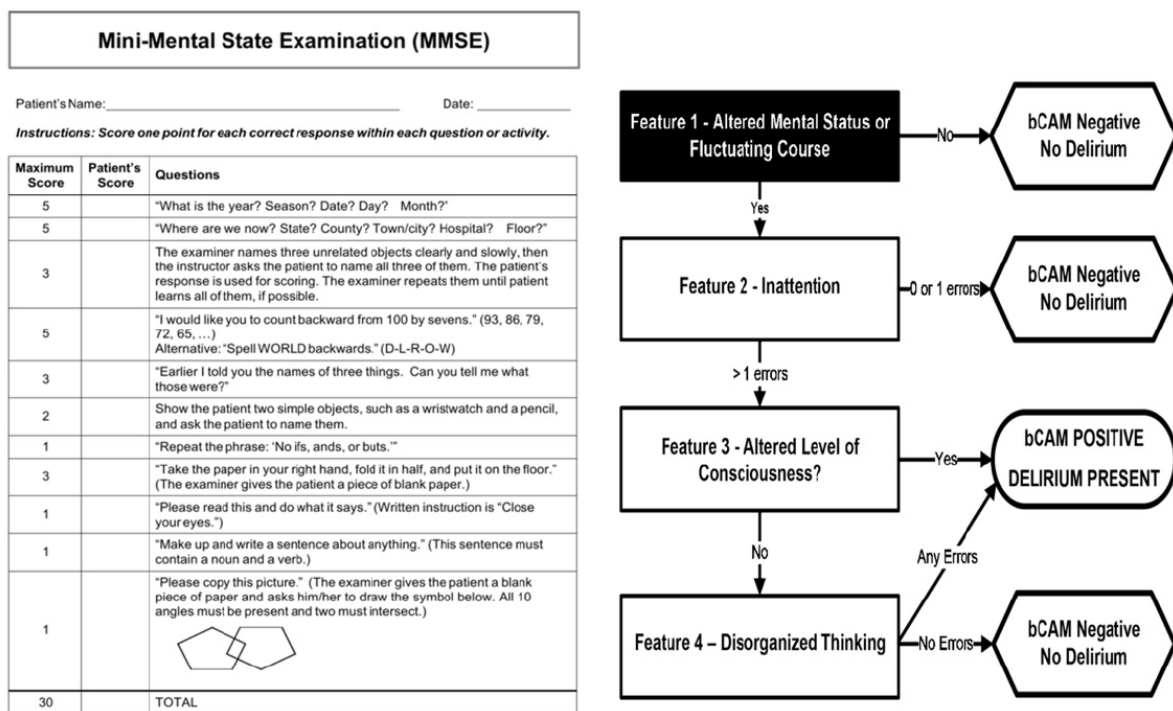 Mini-Mental State Examination (MMSE)
Patient's Name: Date:
Instructions: Score one point for each correct response within each question or activity.
Maximum Score Patient's Score Questions
5 "What is the year? Season? Date? Day? Month?"
5 "Where are we now? State? County? Town/city? Hospital? Floor?"
3 The examiner names three unrelated objects clearly and slowly, then
the instructor asks the patient to name all three of them. The patient's
response is used for scoring. The examiner repeats them until patient
learns all of them, if possible.
5 "I would like you to count backward from 100 by sevens." (93, 86, 79,
72, 65, ...)
Alternative: "Spell WORLD backwards." (D-L-R-O-W)
3 "Earlier I told you the names of three things. Can you tell me what
those were?"
2 Show the patient two simple objects, such as a wristwatch and a pencil,
and ask the patient to name them.
1 "Repeat the phrase: 'No ifs, ands, or buts.'"
3 "Take the paper in your right hand, fold it in half, and put it on the floor."
(The examiner gives the patient a piece of blank paper.)
1 "Please read this and do what it says." (Written instruction is "Close
your eyes.")
1 "Make up and write a sentence about anything." (This sentence must
contain a noun and a verb.)
1 "Please copy this picture." (The examiner gives the patient a blank
piece of paper and asks him/her to draw the symbol below. All 10
angles must be present and two must intersect.)
30 TOTAL
Feature 1 - Altered Mental Status or
Fluctuating Course
No
bCAM Negative
No Delirium
Yes
Feature 2 - Inattention
0 or 1 errors
bCAM Negative
No Delirium
> 1 errors
Feature 3 - Altered Level of
Consciousness?
Yes
bCAM POSITIVE
DELIRIUM PRESENT
No
Any Errors
Feature 4 – Disorganized Thinking
No Errors
bCAM Negative
No Delirium